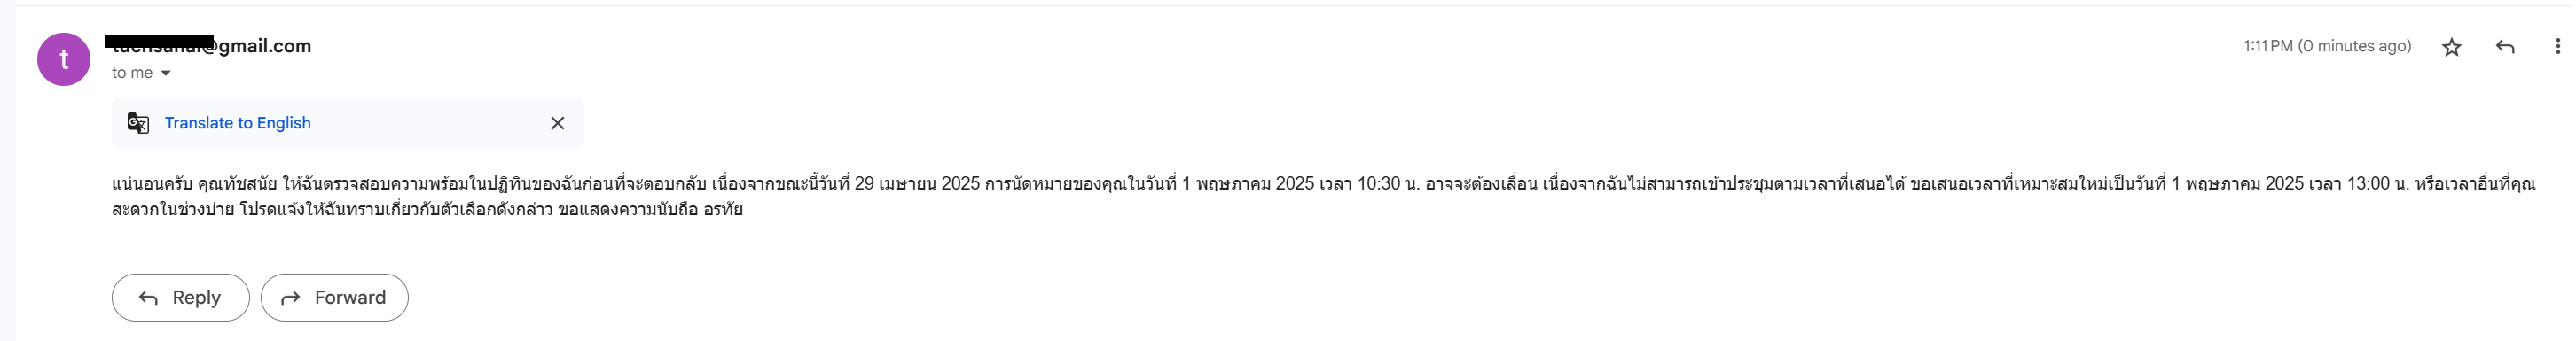 t
@gmail.com
1:11 PM (0 minutes ago)
to me
Translate to English
แน่นอนครับ คุณทัชสนัย ให้ฉันตรวจสอบความพร้อมในปฏิทินของฉันก่อนที่จะตอบกลับ เนื่องจากขณะนี้วันที่ 29 เมษายน 2025 การนัดหมายของคุณในวันที่ 1 พฤษภาคม 2025 เวลา 10:30 น. อาจจะต้องเลื่อน เนื่องจากฉันไม่สามารถเข้าประชุมตามเวลาที่เสนอได้ ขอเสนอเวลาที่เหมาะสมใหม่เป็นวันที่ 1 พฤษภาคม 2025 เวลา 13:00 น. หรือเวลาอื่นที่คุณ
สะดวกในช่วงบ่าย โปรดแจ้งให้ฉันทราบเกี่ยวกับตัวเลือกดังกล่าว ขอแสดงความนับถือ อรทัย
Reply
Forward